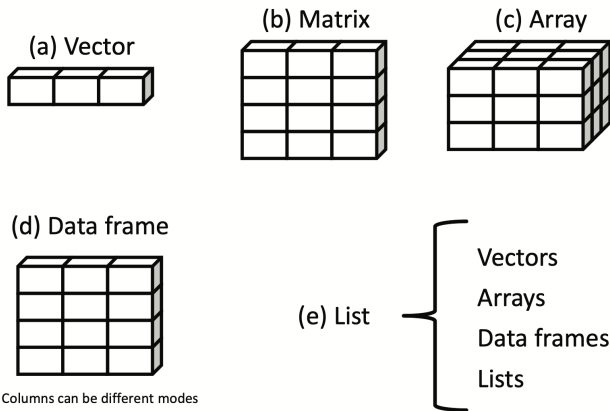 (a) Vector
(b) Matrix
(c) Array
(d) Data frame
Columns can be different modes
(e) List
Vectors
Arrays
Data frames
Lists